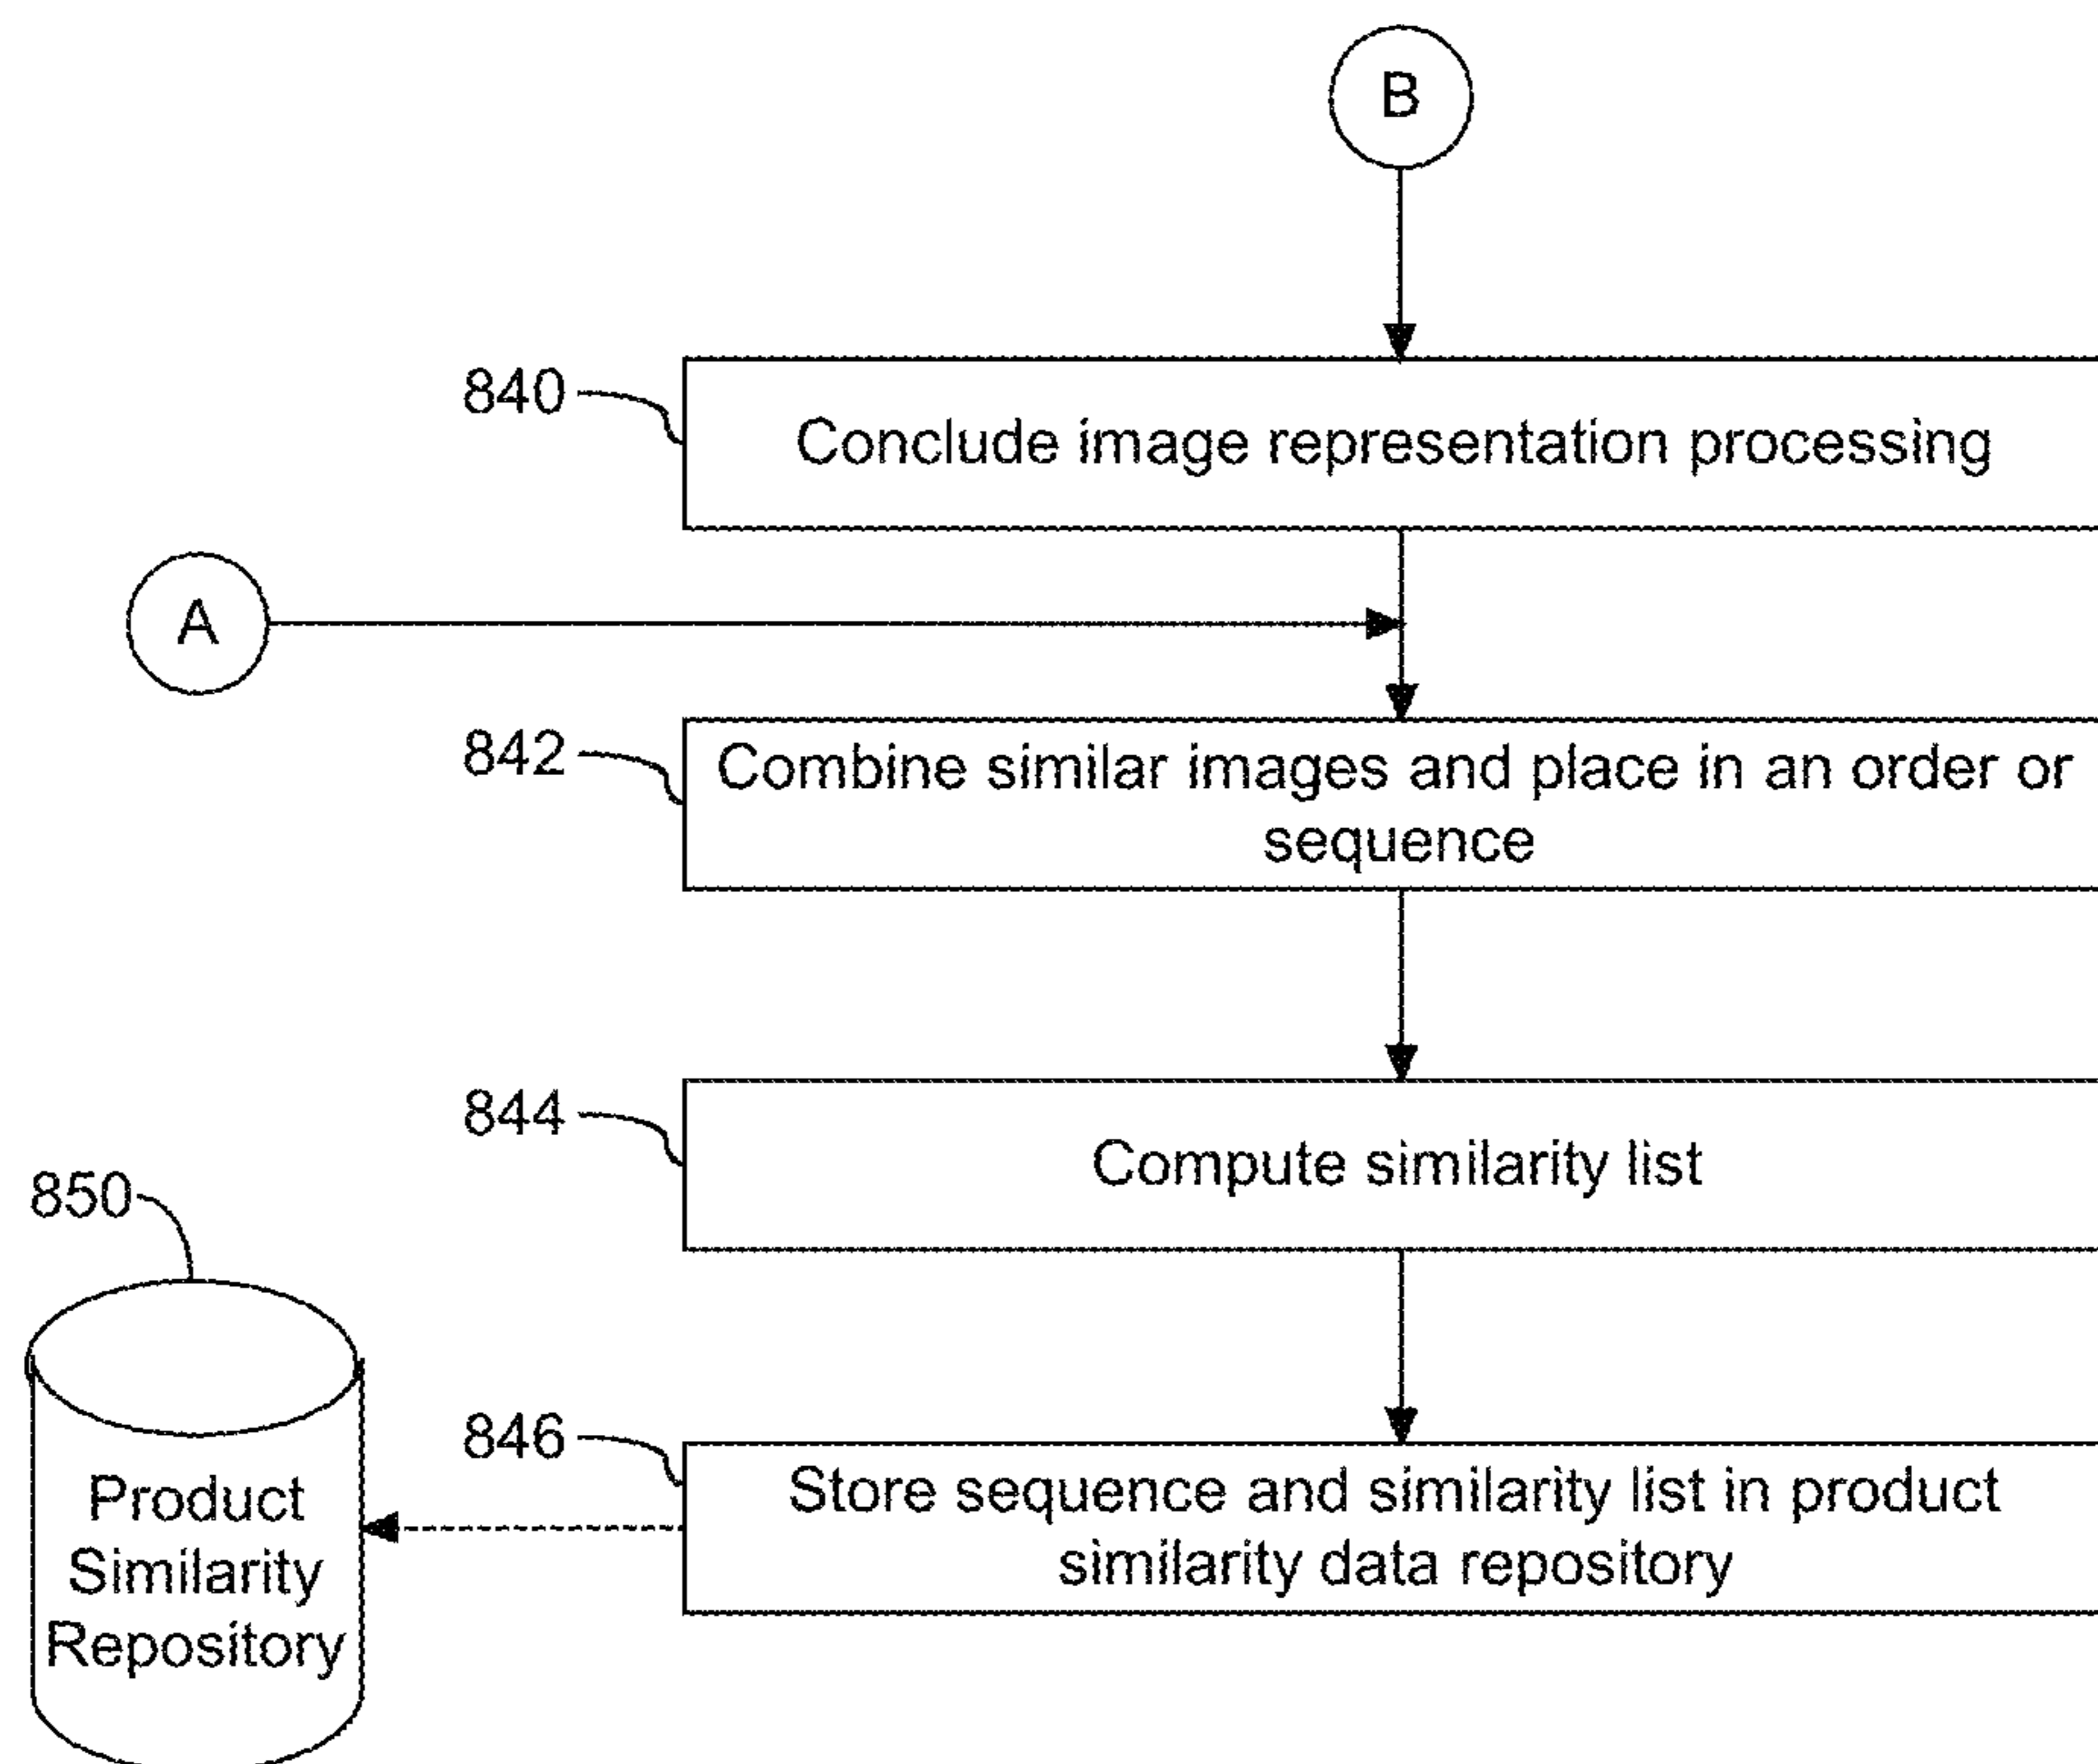 B
840
Conclude image representation processing
A
842
Combine similar images and place in an order or
sequence
844
Compute similarity list
850
846
Store sequence and similarity list in product
similarity data repository
Product
Similarity
Repository